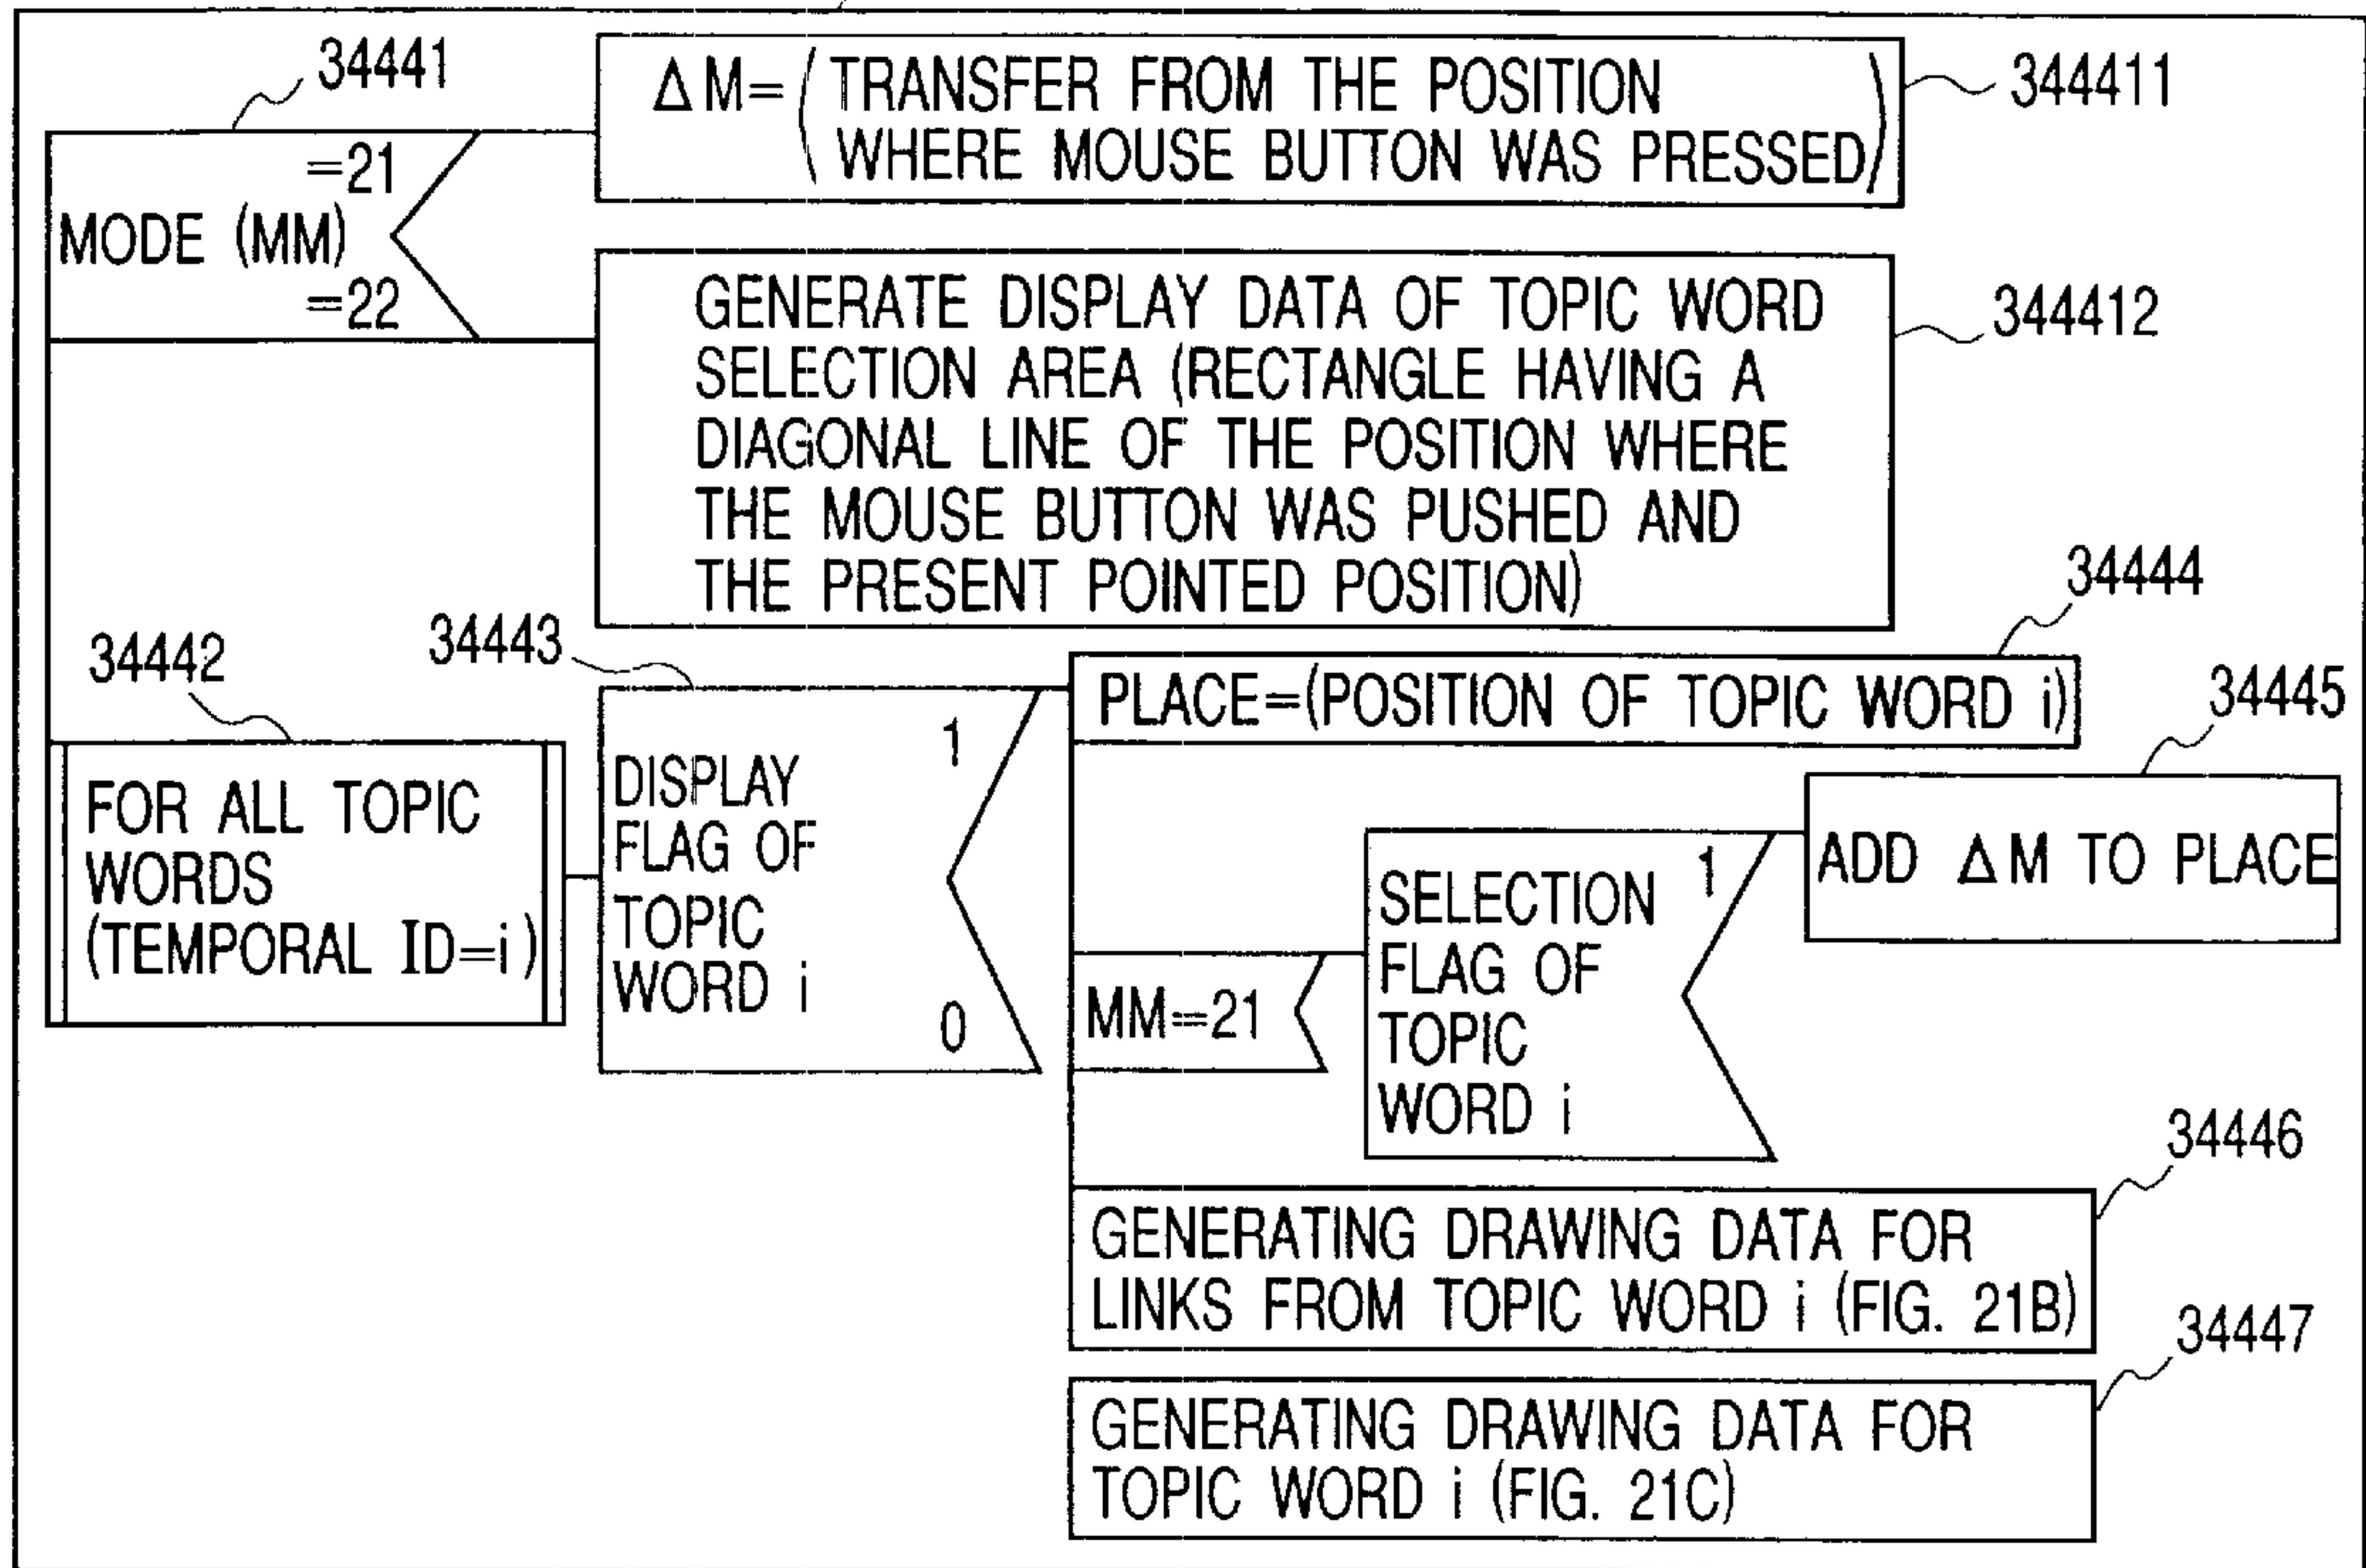 34441
ΔM=(TRANSFER FROM THE POSITION
WHERE MOUSE BUTTON WAS PRESSED)
344411
=21
MODE (MM)
=22
GENERATE DISPLAY DATA OF TOPIC WORD
SELECTION AREA (RECTANGLE HAVING A
DIAGONAL LINE OF THE POSITION WHERE
THE MOUSE BUTTON WAS PUSHED AND
THE PRESENT POINTED POSITION)
344412
34442
FOR ALL TOPIC
WORDS
(TEMPORAL ID=i)
34443
1
DISPLAY
FLAG OF
TOPIC
WORD i
0
34444
PLACE=(POSITION OF TOPIC WORD i)
MM=21
1
SELECTION
FLAG OF
TOPIC
WORD i
34445
ADD ΔM TO PLACE
34446
GENERATING DRAWING DATA FOR
LINKS FROM TOPIC WORD i (FIG. 21B)
34447
GENERATING DRAWING DATA FOR
TOPIC WORD i (FIG. 21C)